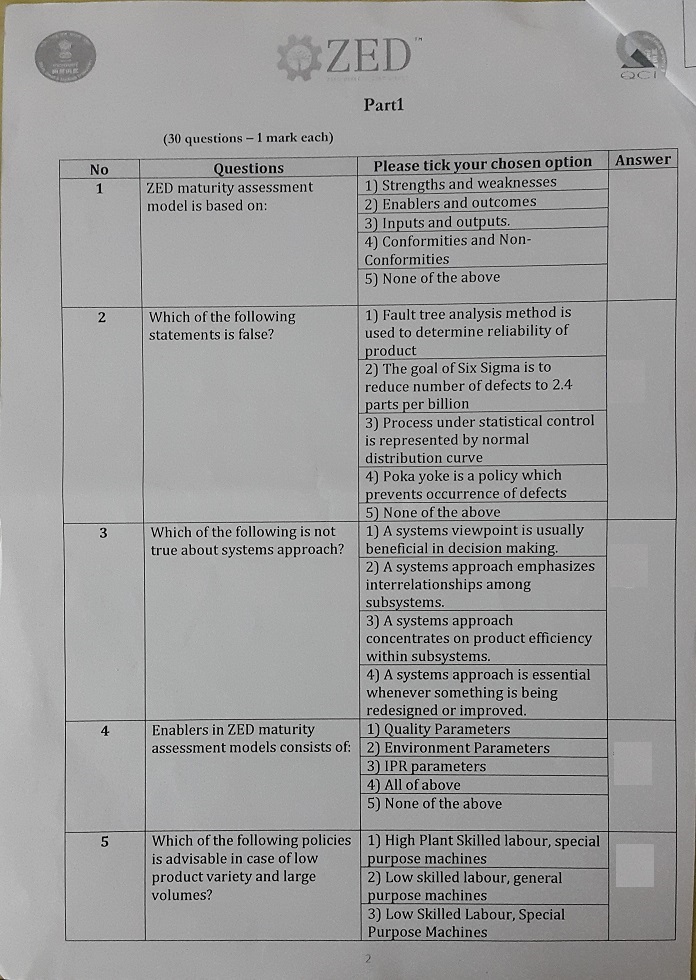 ZED™
QCI
Part1
(30 questions – 1 mark each)
No Questions Please tick your chosen option Answer
1 ZED maturity assessment
model is based on:
1) Strengths and weaknesses
2) Enablers and outcomes
3) Inputs and outputs.
4) Conformities and Non-
Conformities
5) None of the above
2 Which of the following
statements is false?
1) Fault tree analysis method is
used to determine reliability of
product
2) The goal of Six Sigma is to
reduce number of defects to 2.4
parts per billion
3) Process under statistical control
is represented by normal
distribution curve
4) Poka yoke is a policy which
prevents occurrence of defects
5) None of the above
3 Which of the following is not
true about systems approach?
1) A systems viewpoint is usually
beneficial in decision making.
2) A systems approach emphasizes
interrelationships among
subsystems.
3) A systems approach
concentrates on product efficiency
within subsystems.
4) A systems approach is essential
whenever something is being
redesigned or improved.
4 Enablers in ZED maturity
assessment models consists of:
1) Quality Parameters
2) Environment Parameters
3) IPR parameters
4) All of above
5) None of the above
5 Which of the following policies
is advisable in case of low
product variety and large
volumes?
1) High Plant Skilled labour, special
purpose machines
2) Low skilled labour, general
purpose machines
3) Low Skilled Labour, Special
Purpose Machines
2